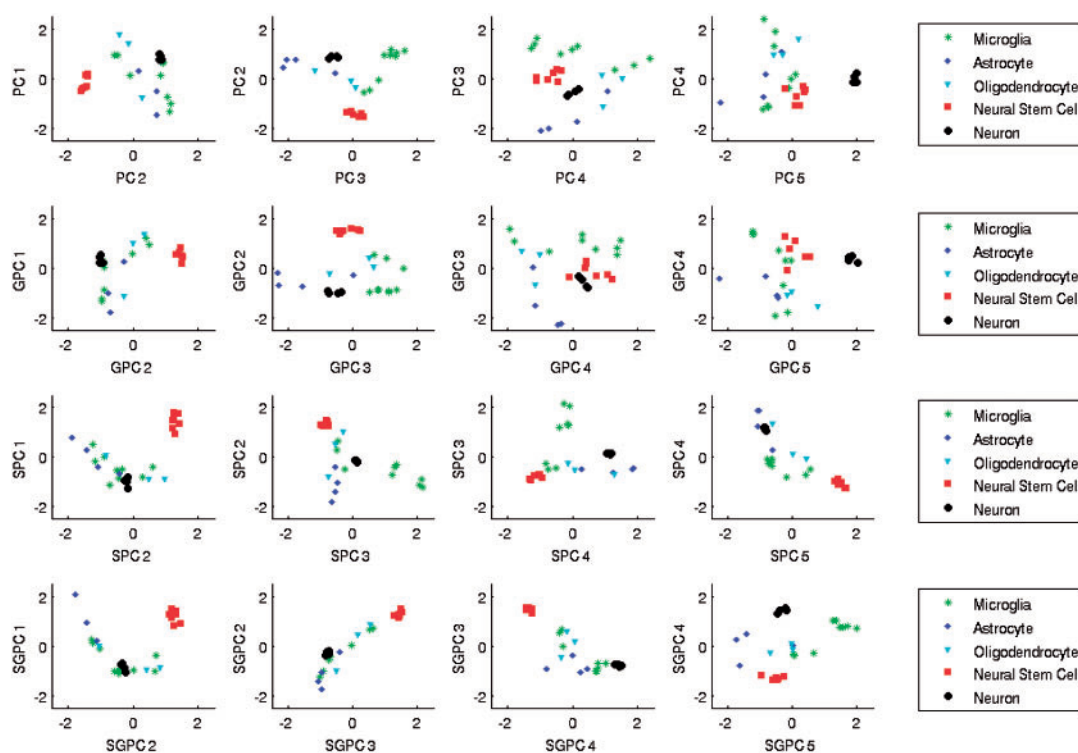 PC 1
2
0
-2
-2 0 2
PC 2
PC 2
2
0
-2
-2 0 2
PC 3
PC 3
2
0
-2
-2 0 2
PC 4
PC 4
2
0
-2
-2 0 2
PC 5
Microglia
Astrocyte
Oligodendrocyte
Neural Stem Cell
Neuron
GPC 1
2
0
-2
-2 0 2
GPC 2
GPC 2
2
0
-2
-2 0 2
GPC 3
GPC 3
2
0
-2
-2 0 2
GPC 4
GPC 4
2
0
-2
-2 0 2
GPC 5
Microglia
Astrocyte
Oligodendrocyte
Neural Stem Cel
Neuron
SPC 1
2
0
-2
-2 0 2
SPC 2
SPC 2
2
0
-2
-2 0 2
SPC 3
SPC 3
2
0
-2
-2 0 2
SPC 4
SPC 4
2
0
-2
-2 0 2
SPC 5
Microglia
Astrocyte
Oligodendrocyte
Neural Stem Cel
Neuron
SGPC 1
2
0
-2
-2 0 2
SGPC 2
SGPC 2
2
0
-2
-2 0 2
SGPC 3
SGPC 3
2
0
-2
-2 0 2
SGPC 4
SGPC 4
2
0
-2
-2 0 2
SGPC 5
Microglia
Astrocyte
Oligodendrocyte
Neural Stem Cel
Neuron